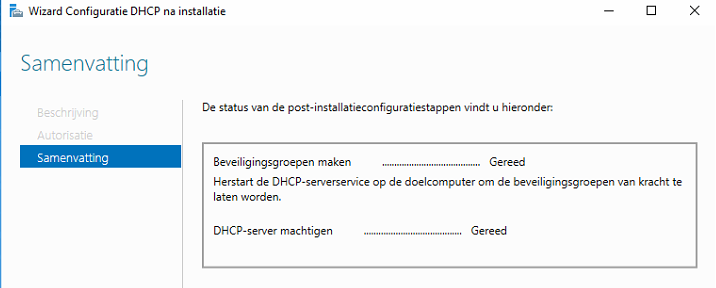 Wizard Configuratie DHCP na installatie
Samenvatting
Beschrijving
Autorisatie
Samenvatting
De status van de post-installatieconfiguratiestappen vindt u hieronder:
Beveiligingsgroepen maken ........................................ Gereed
Herstart de DHCP-serverservice op de doelcomputer om de beveiligingsgroepen van kracht te
laten worden.
DHCP-server machtigen ........................................ Gereed